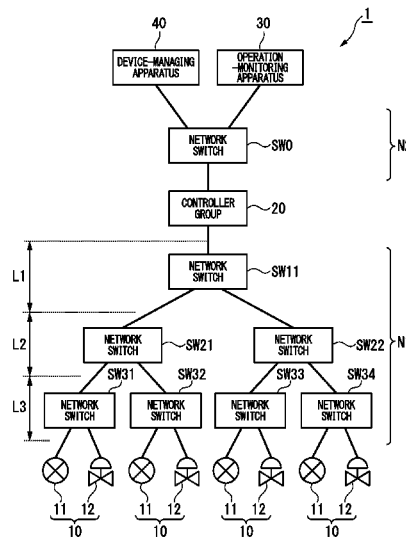 1
40
30
DEVICE-MANAGING
APPARATUS
OPERATION
-MONITORING
APPARATUS
NETWORK
SWITCH
SW0
CONTROLLER
GROUP
20
L1
NETWORK
SWITCH
SW11
L2
NETWORK
SWITCH
SW21
NETWORK
SWITCH
SW22
L3
SW31
SW32
SW33
SW34
NETWORK
SWITCH
NETWORK
SWITCH
NETWORK
SWITCH
NETWORK
SWITCH
11 12 11 12 11 12 11 12
10 10 10 10